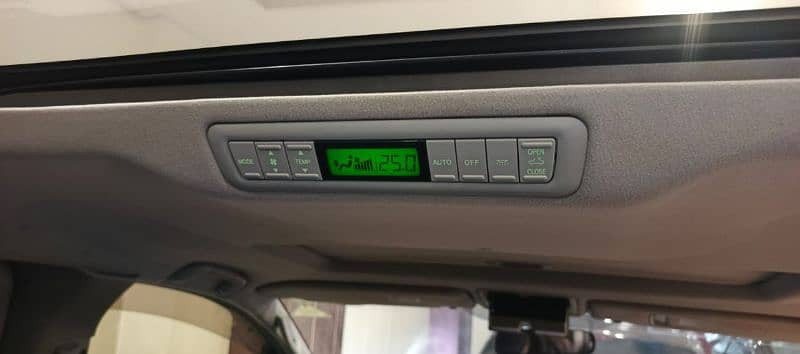 MODE
TEMP
25.0
AUTO
OFF
OPEN
CLOSE